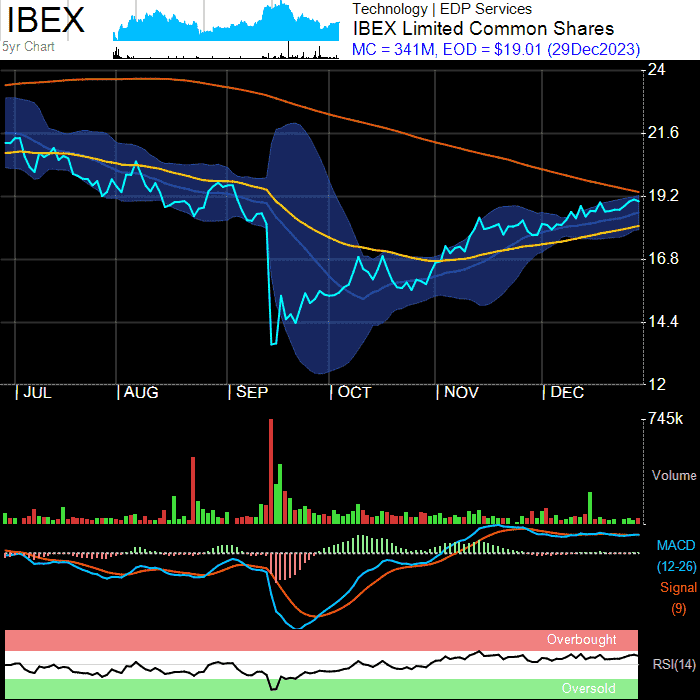 IBEX
5yr Chart
Technology | EDP Services
IBEX Limited Common Shares
MC = 341M, EOD = $19.01 (29Dec2023)
24
21.6
19.2
16.8
14.4
12
| JUL | AUG | SEP | OCT | NOV | DEC
745k
Volume
MACD
(12-26)
Signal
(9)
Overbought
RSI(14)
Oversold